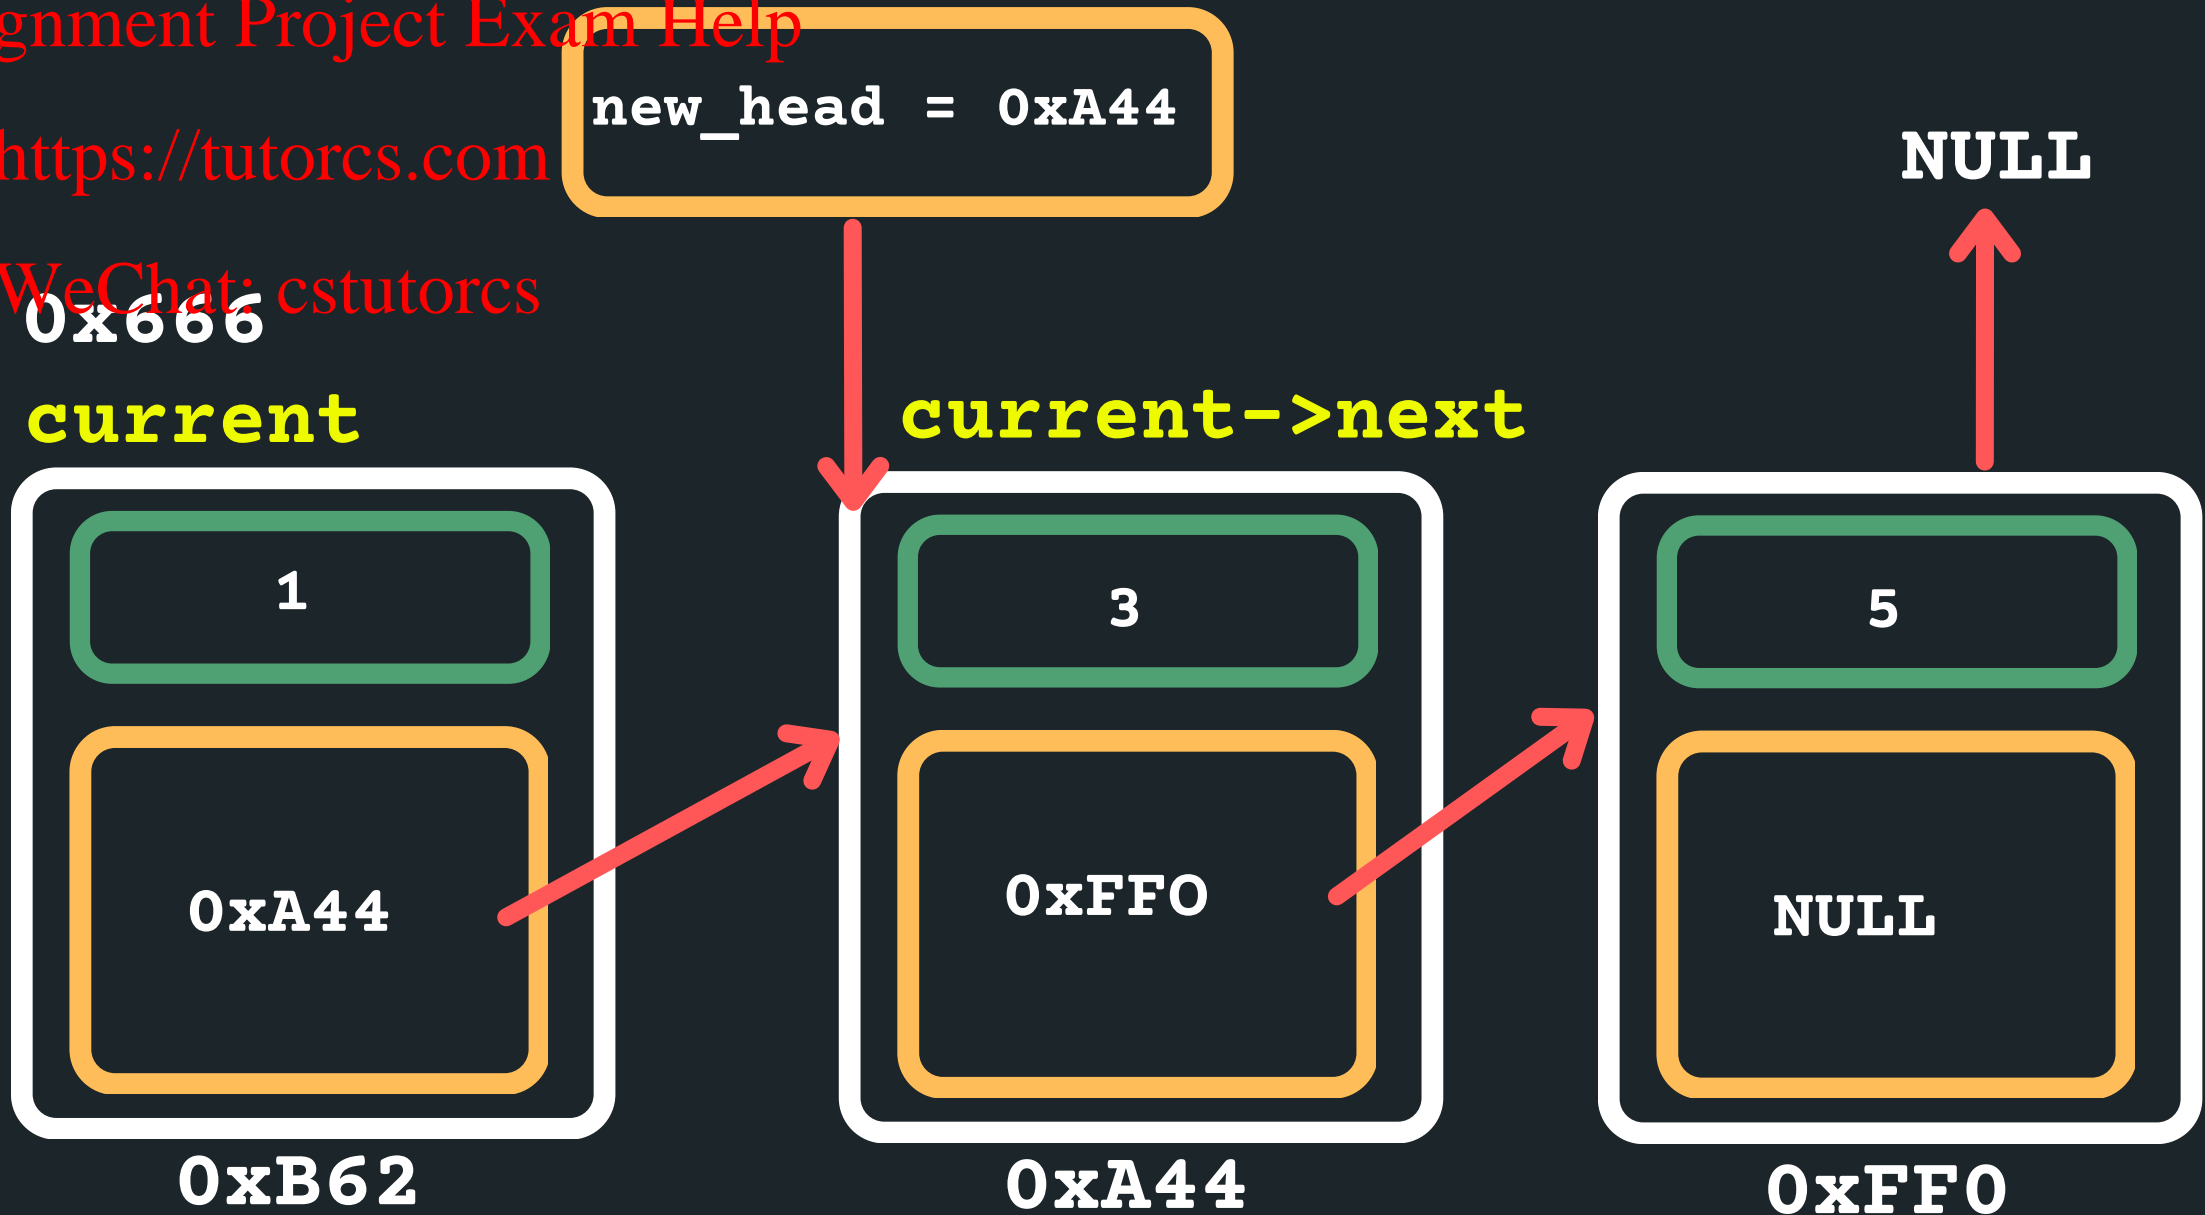 gnment Project Exam Help
new_head = 0xA44
https://tutorcs.com
NULL
WeChat: cstutorcs
0x666
current
current->next
1
3
5
0xA44
0xFFO
NULL
0xB62
0xA44
0xFF0